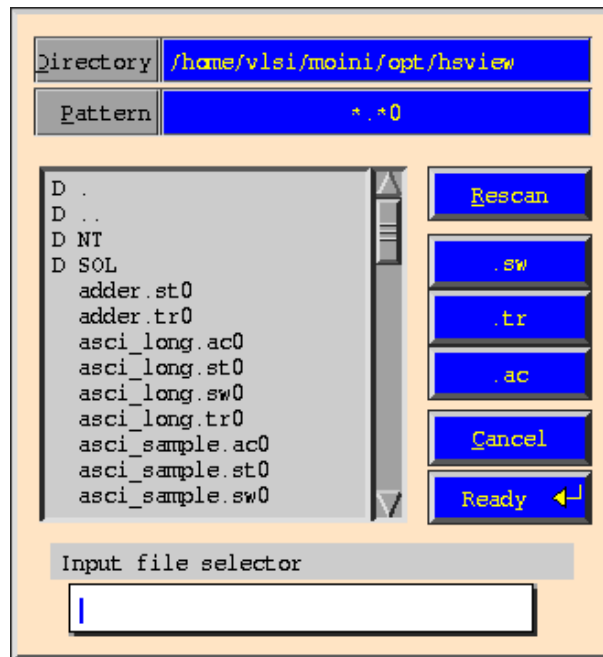 Directory /home/vlsi/moini/opt/hsview
Pattern *.*0
D .
D ..
D NT
D SOL
adder.st0
adder.tr0
asci_long.ac0
asci_long.st0
asci_long.sw0
asci_long.tr0
asci_sample.ac0
asci_sample.st0
asci_sample.sw0
Rescan
.sw
.tr
.ac
Cancel
Ready
Input file selector